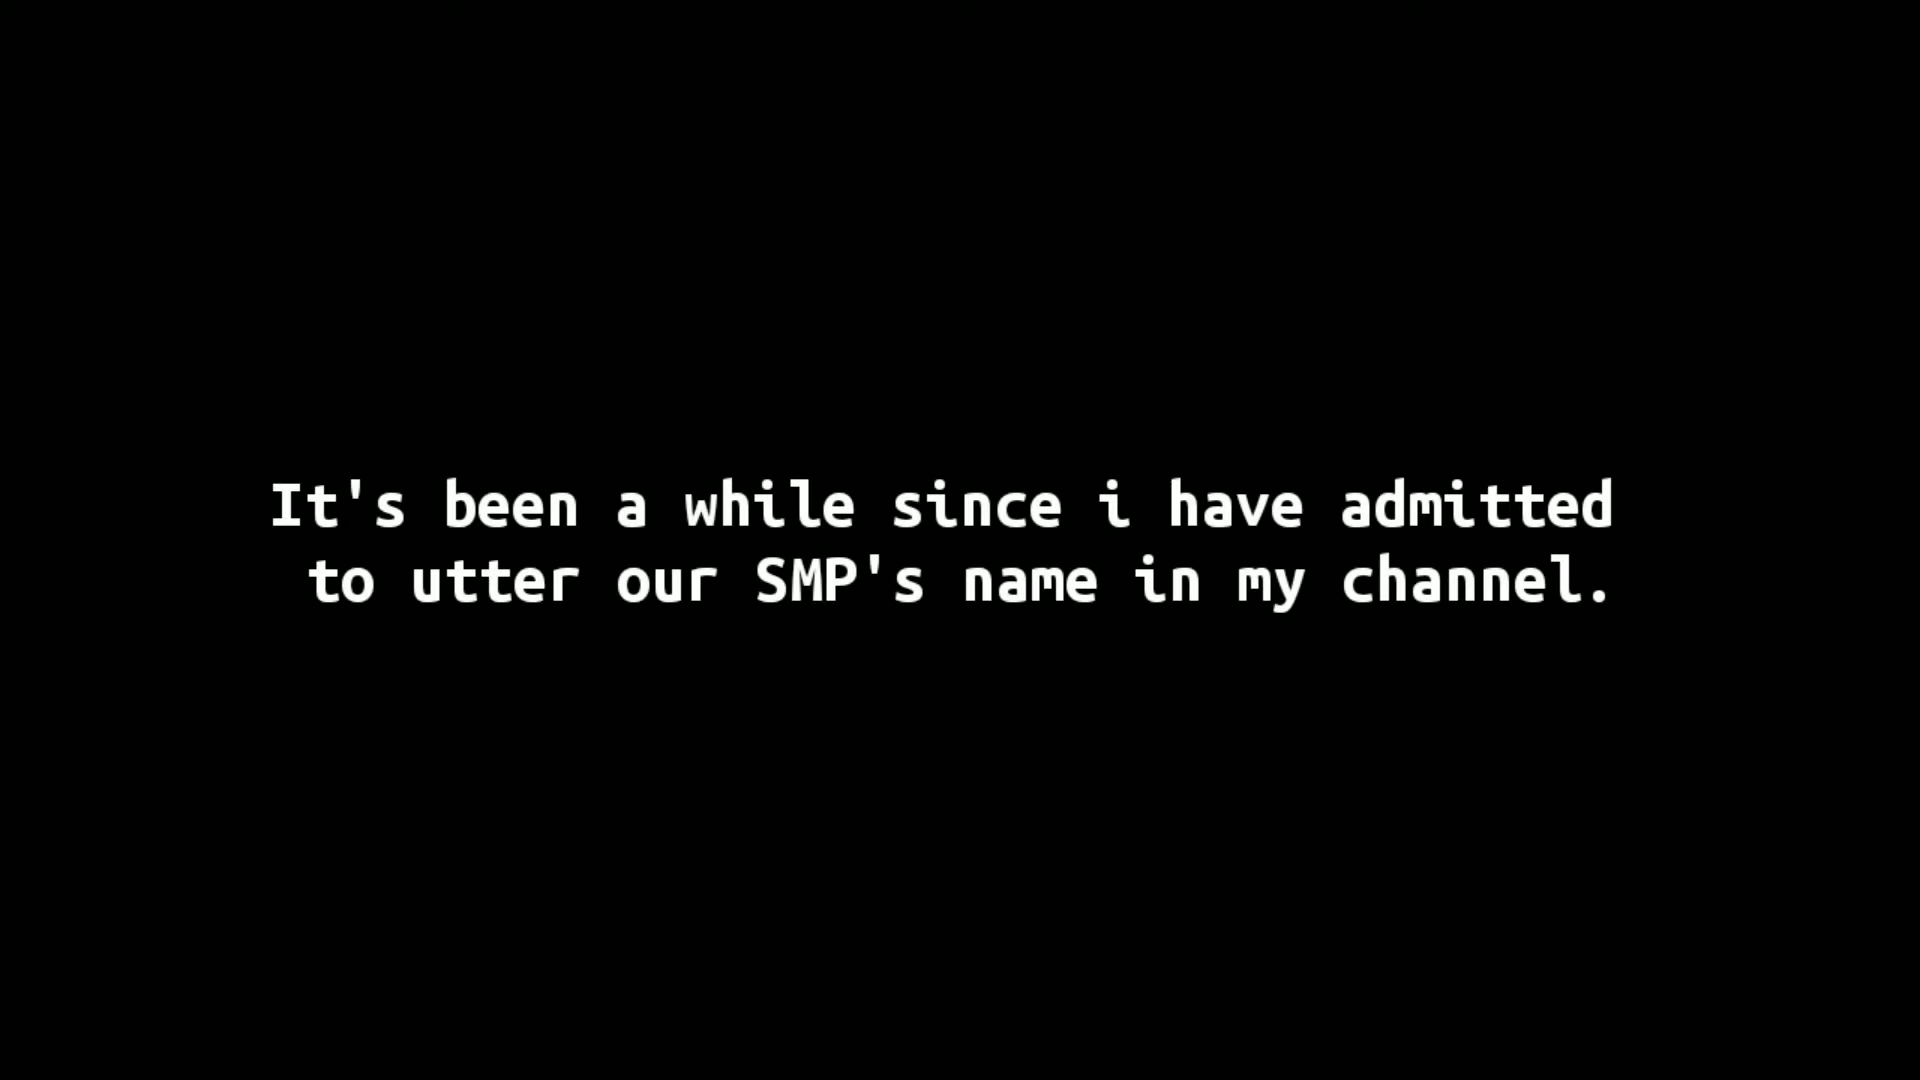 It's been a while since i have admitted
to utter our SMP's name in my channel.